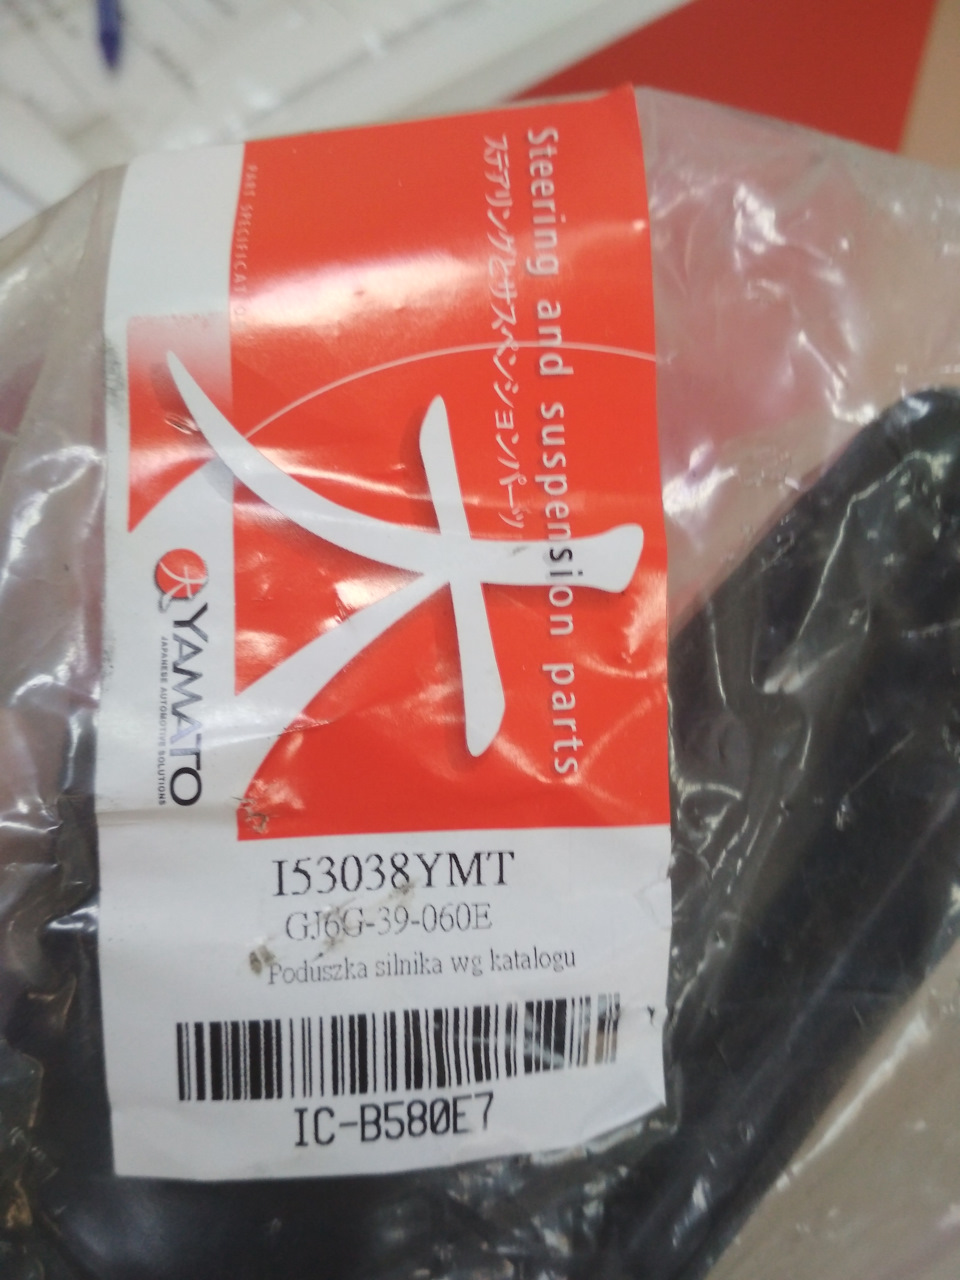 Steering and suspension parts
ステアリングとサスペンションパーツ
大
YAMATO
JAPANESE AUTOMOTIVE SOLUTIONS
I53038YMT
GJ6G-39-060E
Poduszka silnika wg katalogu
IC-B580E7